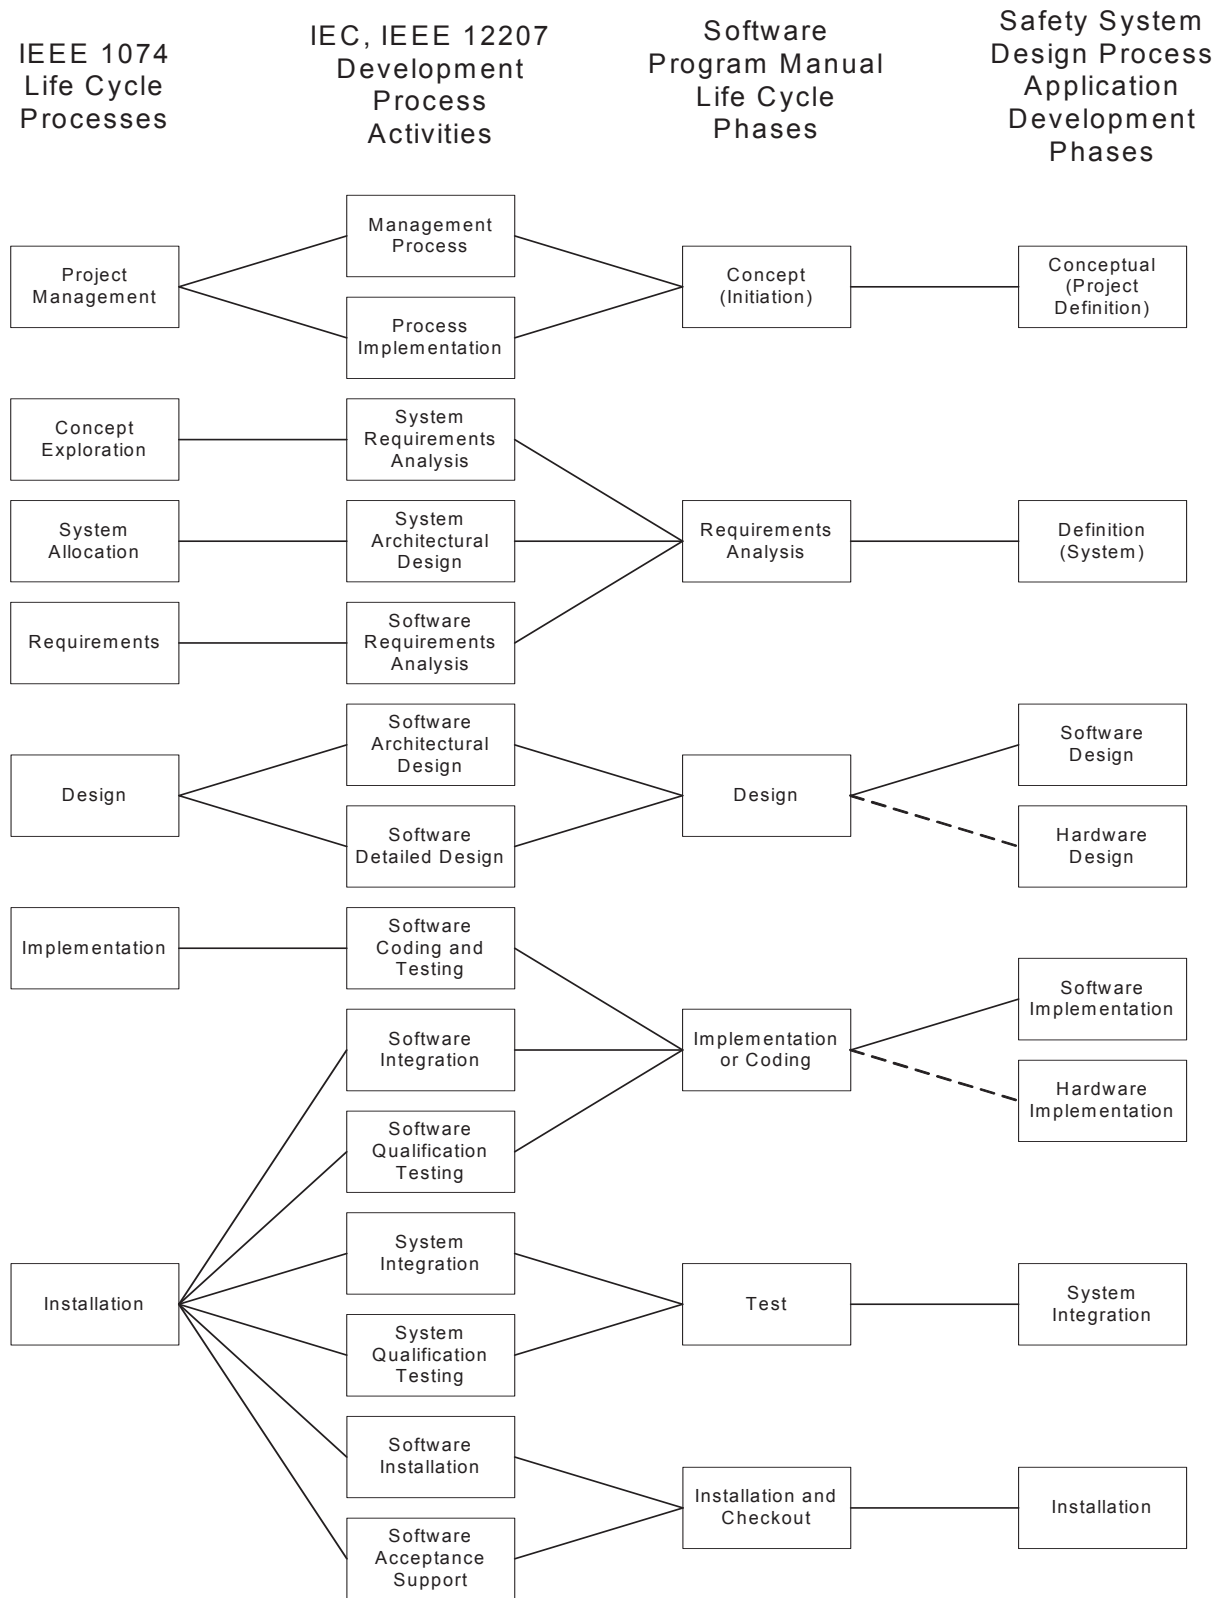 IEEE 1074
Life Cycle
Processes
IEC, IEEE 12207
Development
Process
Activities
Software
Program Manual
Life Cycle
Phases
Safety System
Design Process
Application
Development
Phases
Project
Management
Management
Process
Process
Implementation
Concept
(Initiation)
Conceptual
(Project
Definition)
Concept
Exploration
System
Requirements
Analysis
System
Allocation
System
Architectural
Design
Requirements
Analysis
Definition
(System)
Requirements
Software
Requirements
Analysis
Design
Software
Architectural
Design
Software
Detailed Design
Design
Software
Design
Hardware
Design
Implementation
Software
Coding and
Testing
Software
Integration
Software
Qualification
Testing
Implementation
or Coding
Software
Implementation
Hardware
Implementation
Installation
System
Integration
System
Qualification
Testing
Test
System
Integration
Software
Installation
Software
Acceptance
Support
Installation and
Checkout
Installation